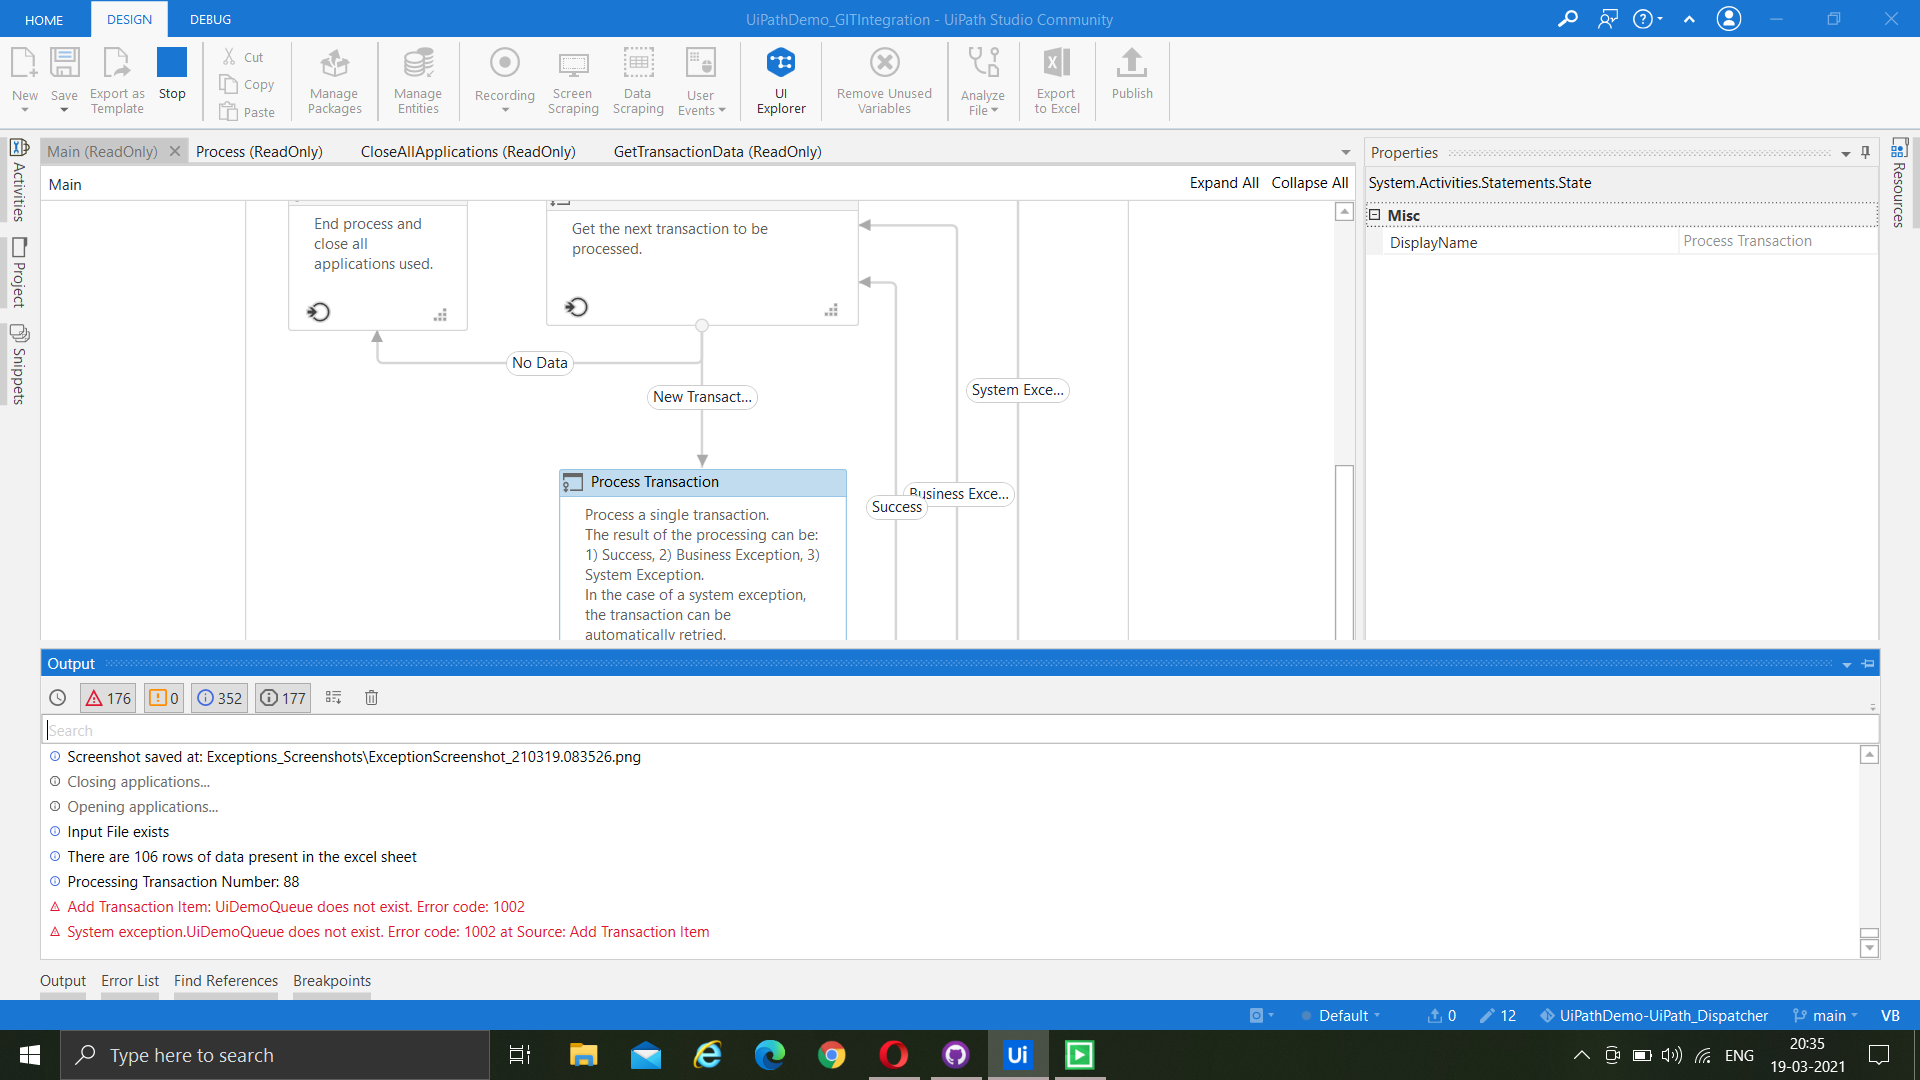 HOME
DESIGN
DEBUG
UiPathDemo_GITIntegration - UiPath Studio Community
New
Save
Export as
Template
Stop
Cut
Copy
Paste
Manage
Packages
Manage
Entities
Recording
Screen
Scraping
Data
Scraping
User
Events
UI
Explorer
Remove Unused
Variables
Analyze
File
Export
to Excel
Publish
Activities
Project
Snippets
Main (ReadOnly)
Process (ReadOnly)
CloseAllApplications (ReadOnly)
GetTransactionData (ReadOnly)
Main
Expand All
Collapse All
End process and
close all
applications used.
Get the next transaction to be
processed.
No Data
New Transact...
System Exce...
Business Exce...
Success
Process Transaction
Process a single transaction.
The result of the processing can be:
1) Success, 2) Business Exception, 3)
System Exception.
In the case of a system exception,
the transaction can be
automatically retried.
Properties
System.Activities.Statements.State
Misc
DisplayName
Process Transaction
Resources
Output
176
0
352
177
Search
Screenshot saved at: Exceptions_Screenshots\ExceptionScreenshot_210319.083526.png
Closing applications...
Opening applications...
Input File exists
There are 106 rows of data present in the excel sheet
Processing Transaction Number: 88
Add Transaction Item: UiDemoQueue does not exist. Error code: 1002
System exception.UiDemoQueue does not exist. Error code: 1002 at Source: Add Transaction Item
Output
Error List
Find References
Breakpoints
Default
0
12
UiPathDemo-UiPath_Dispatcher
main
VB
Type here to search
Ui
ENG
20:35
19-03-2021